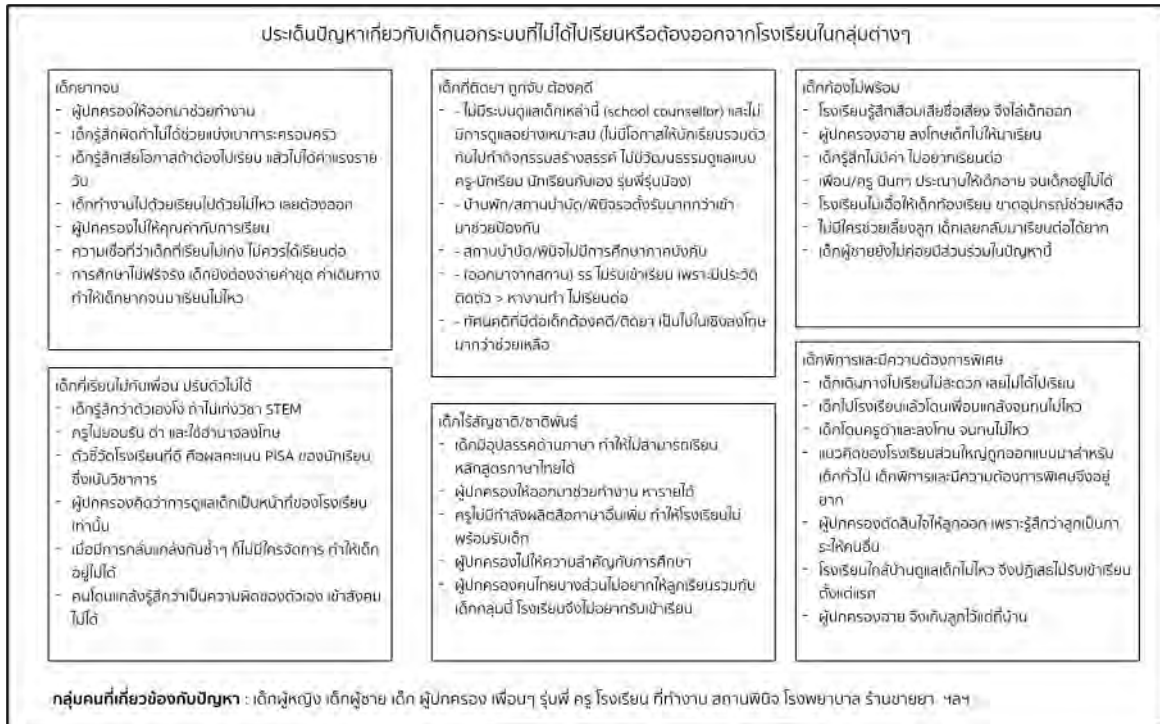 ประเด็นปัญหาเกี่ยวกับเด็กนอกระบบที่ไม่ได้ไปเรียนหรือต้องออกจากโรงเรียนในกลุ่มต่างๆ
เด็กยากจน
- ผู้ปกครองให้ออกมาช่วยทำงาน
- เด็กรู้สึกผิดถ้าไม่ได้ช่วยแบ่งเบาภาระครอบครัว
- เด็กรู้สึกเสียโอกาสถ้าต้องไปเรียน แล้วไม่ได้ค่าแรงราย
วัน
- เด็กทำงานไปด้วยเรียนไปด้วยไม่ไหว เลยต้องออก
- ผู้ปกครองไม่ให้คุณค่ากับการเรียน
- ความเชื่อที่ว่าเด็กที่เรียนไม่เก่ง ไม่ควรได้เรียนต่อ
- การศึกษาไม่ฟรีจริง เด็กยังต้องจ่ายค่าชุด ค่าเดินทาง
ทำให้เด็กยากจนมาเรียนไม่ไหว
เด็กที่เรียนไม่ทันเพื่อน ปรับตัวไม่ได้
- เด็กรู้สึกว่าตัวเองโง่ ถ้าไม่เก่งวิชา STEM
- ครูไม่ยอมรับ ด่า และใช้อำนาจลงโทษ
- ตัวชี้วัดโรงเรียนที่ดี คือผลคะแนน PISA ของนักเรียน
ซึ่งเน้นวิชาการ
- ผู้ปกครองคิดว่าการดูแลเด็กเป็นหน้าที่ของโรงเรียน
เท่านั้น
- เมื่อมีการกลั่นแกล้งกันซ้ำๆ ก็ไม่มีใครจัดการ ทำให้เด็ก
อยู่ไม่ได้
- คนโดนแกล้งรู้สึกว่าเป็นความผิดของตัวเอง เข้าสังคม
ไม่ได้
เด็กที่ติดยา ถูกจับ ต้องคดี
- - ไม่มีระบบดูแลเด็กเหล่านี้ (school counsellor) และไม่
มีการดูแลอย่างเหมาะสม (ไม่มีโอกาสให้นักเรียนรวมตัว
กันไปทำกิจกรรมสร้างสรรค์ ไม่มีวัฒนธรรมดูแลแบบ
ครู-นักเรียน นักเรียนกันเอง รุ่นพี่รุ่นน้อง)
- - บ้านพัก/สถานบำบัด/พินิจรอตั้งรับมากกว่าเข้า
มาช่วยป้องกัน
- - สถานบำบัด/พินิจไม่มีการศึกษาภาคบังคับ
- - (ออกมาจากสถาน) รร ไม่รับเข้าเรียน เพราะมีประวัติ
ติดตัว > หางานทำ ไม่เรียนต่อ
- - ทัศนคติที่มีต่อเด็กต้องคดี/ติดยา เป็นไปในเชิงลงโทษ
มากกว่าช่วยเหลือ
เด็กไร้สัญชาติ/ชาติพันธุ์
- เด็กมีอุปสรรคด้านภาษา ทำให้ไม่สามารถเรียน
หลักสูตรภาษาไทยได้
- ผู้ปกครองให้ออกมาช่วยทำงาน หารายได้
- ครูไม่มีกำลังผลิตสื่อภาษาอื่นเพิ่ม ทำให้โรงเรียนไม่
พร้อมรับเด็ก
- ผู้ปกครองไม่ให้ความสำคัญกับการศึกษา
- ผู้ปกครองคนไทยบางส่วนไม่อยากให้ลูกเรียนรวมกับ
เด็กกลุ่มนี้ โรงเรียนจึงไม่อยากรับเข้าเรียน
เด็กท้องไม่พร้อม
- โรงเรียนรู้สึกเสื่อมเสียชื่อเสียง จึงไล่เด็กออก
- ผู้ปกครองอาย ลงโทษเด็กไม่ให้มาเรียน
- เด็กรู้สึกไม่มีค่า ไม่อยากเรียนต่อ
- เพื่อน/ครู นินทา ประณามให้เด็กอาย จนเด็กอยู่ไม่ได้
- โรงเรียนไม่เอื้อให้เด็กท้องเรียน ขาดอุปกรณ์ช่วยเหลือ
- ไม่มีใครช่วยเลี้ยงลูก เด็กเลยกลับมาเรียนต่อได้ยาก
- เด็กผู้ชายยังไม่ค่อยมีส่วนร่วมในปัญหานี้
เด็กพิการและมีความต้องการพิเศษ
- เด็กเดินทางไปเรียนไม่สะดวก เลยไม่ได้ไปเรียน
- เด็กไปโรงเรียนแล้วโดนเพื่อนแกล้งจนทนไม่ไหว
- เด็กโดนครูด่าและลงโทษ จนทนไม่ไหว
- แนวคิดของโรงเรียนส่วนใหญ่ถูกออกแบบมาสำหรับ
เด็กทั่วไป เด็กพิการและมีความต้องการพิเศษจึงอยู่
ยาก
- ผู้ปกครองตัดสินใจให้ลูกออก เพราะรู้สึกว่าลูกเป็นภา
ระให้คนอื่น
- โรงเรียนใกล้บ้านดูแลเด็กไม่ไหว จึงปฏิเสธไม่รับเข้าเรียน
ตั้งแต่แรก
- ผู้ปกครองอาย จึงเก็บลูกไว้แต่ที่บ้าน
กลุ่มคนที่เกี่ยวข้องกับปัญหา : เด็กผู้หญิง เด็กผู้ชาย เด็ก ผู้ปกครอง เพื่อนๆ รุ่นพี่ ครู โรงเรียน ที่ทำงาน สถานพินิจ โรงพยาบาล ร้านขายยา ฯลฯ